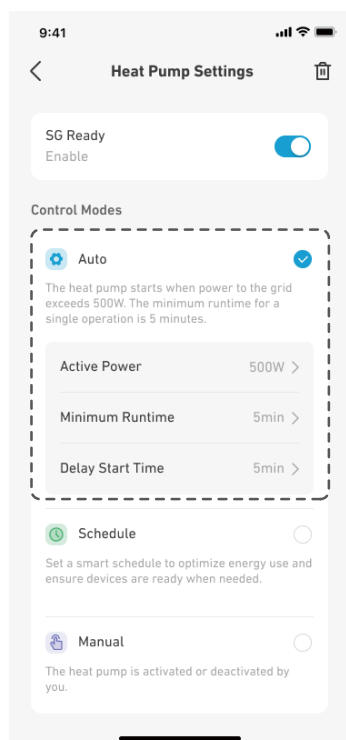 9:41
Heat Pump Settings
SG Ready
Enable
Control Modes
Auto
The heat pump starts when power to the grid
exceeds 500W. The minimum runtime for a
single operation is 5 minutes.
Active Power 500W >
Minimum Runtime 5min >
Delay Start Time 5min >
Schedule
Set a smart schedule to optimize energy use and
ensure devices are ready when needed.
Manual
The heat pump is activated or deactivated by
you.